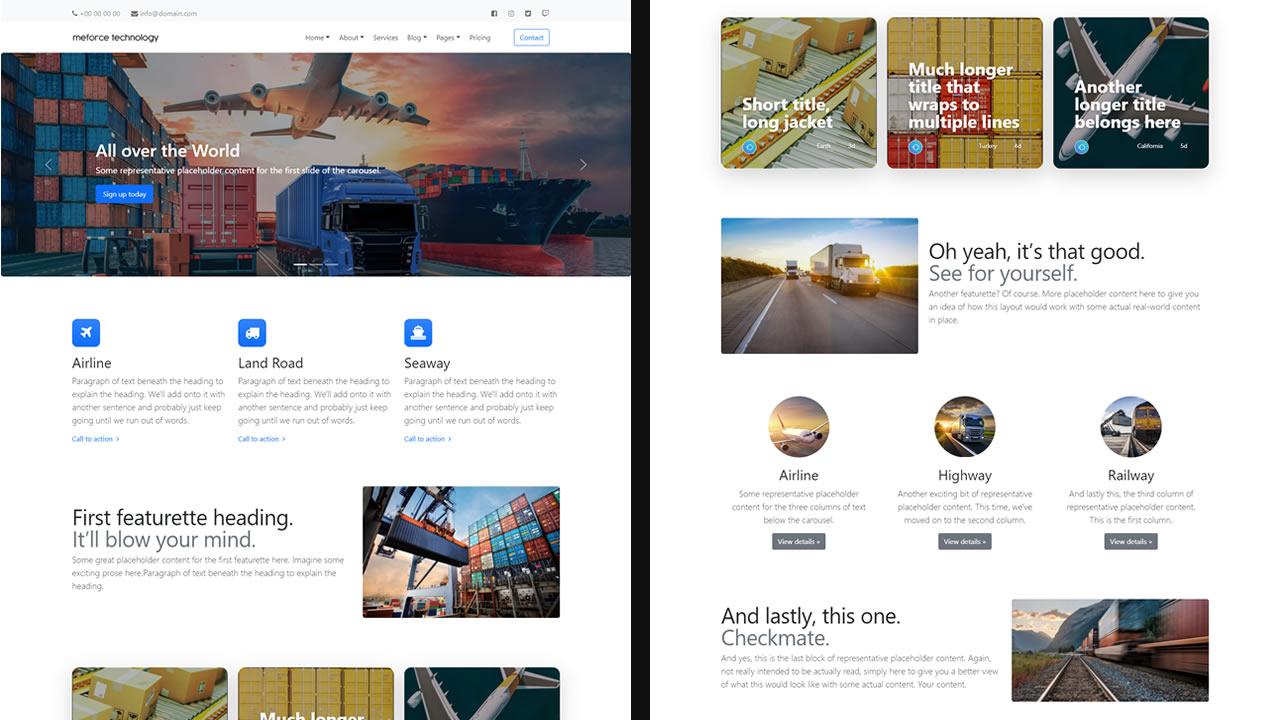 +00 00 00 00 info@domain.com
meforce technology Home About Services Blog Pages Pricing Contact
All over the World
Some representative placeholder content for the first slide of the carousel.
Sign up today
Airline
Paragraph of text beneath the heading to
explain the heading. We'll add onto it with
another sentence and probably just keep
going until we run out of words.
Call to action >
Land Road
Paragraph of text beneath the heading to
explain the heading. We'll add onto it with
another sentence and probably just keep
going until we run out of words.
Call to action >
Seaway
Paragraph of text beneath the heading to
explain the heading. We'll add onto it with
another sentence and probably just keep
going until we run out of words.
Call to action >
First featurette heading.
It'll blow your mind.
Some great placeholder content for the first featurette here. Imagine some
exciting prose here.Paragraph of text beneath the heading to explain the
heading.
Much longer
Short title,
long jacket
Earth 3d
Much longer
title that
wraps to
multiple lines
Turkey 4d
Another
longer title
belongs here
California 5d
Oh yeah, it's that good.
See for yourself.
Another featurette? Of course. More placeholder content here to give you
an idea of how this layout would work with some actual real-world content
in place.
Airline
Some representative placeholder
content for the three columns of text
below the carousel.
View details »
Highway
Another exciting bit of representative
placeholder content. This time, we've
moved on to the second column.
View details »
Railway
And lastly this, the third column of
representative placeholder content.
This is the first column.
View details »
And lastly, this one.
Checkmate.
And yes, this is the last block of representative placeholder content. Again,
not really intended to be actually read, simply here to give you a better view
of what this would look like with some actual content. Your content.